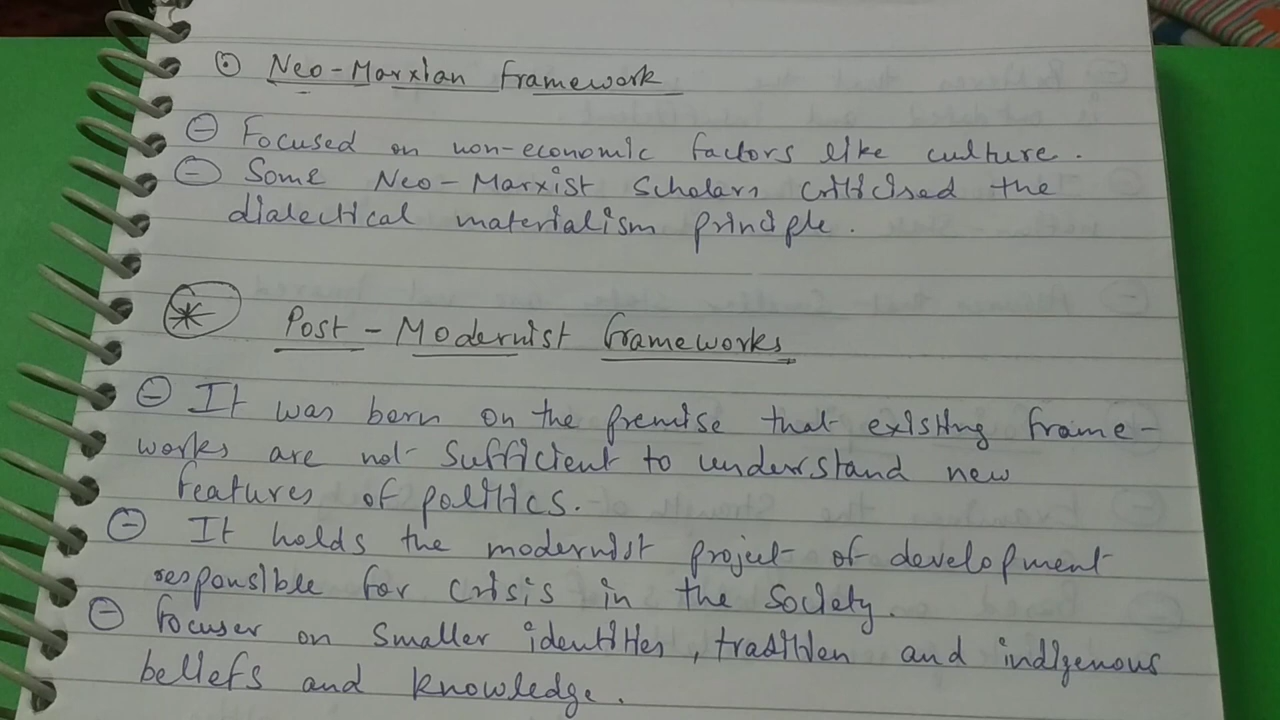 ⊙ Neo-Marxian Framework
⊖ Focused on non-economic factors like culture.
⊖ Some Neo-Marxist Scholars criticised the
dialectical materialism principle.
* Post-Modernist frameworks
⊖ It was born on the premise that existing frame-
works are not sufficient to understand new
features of politics.
⊖ It holds the modernist project of development
responsible for crisis in the society.
⊖ Focuses on smaller identities, tradition and indigenous
beliefs and knowledge.